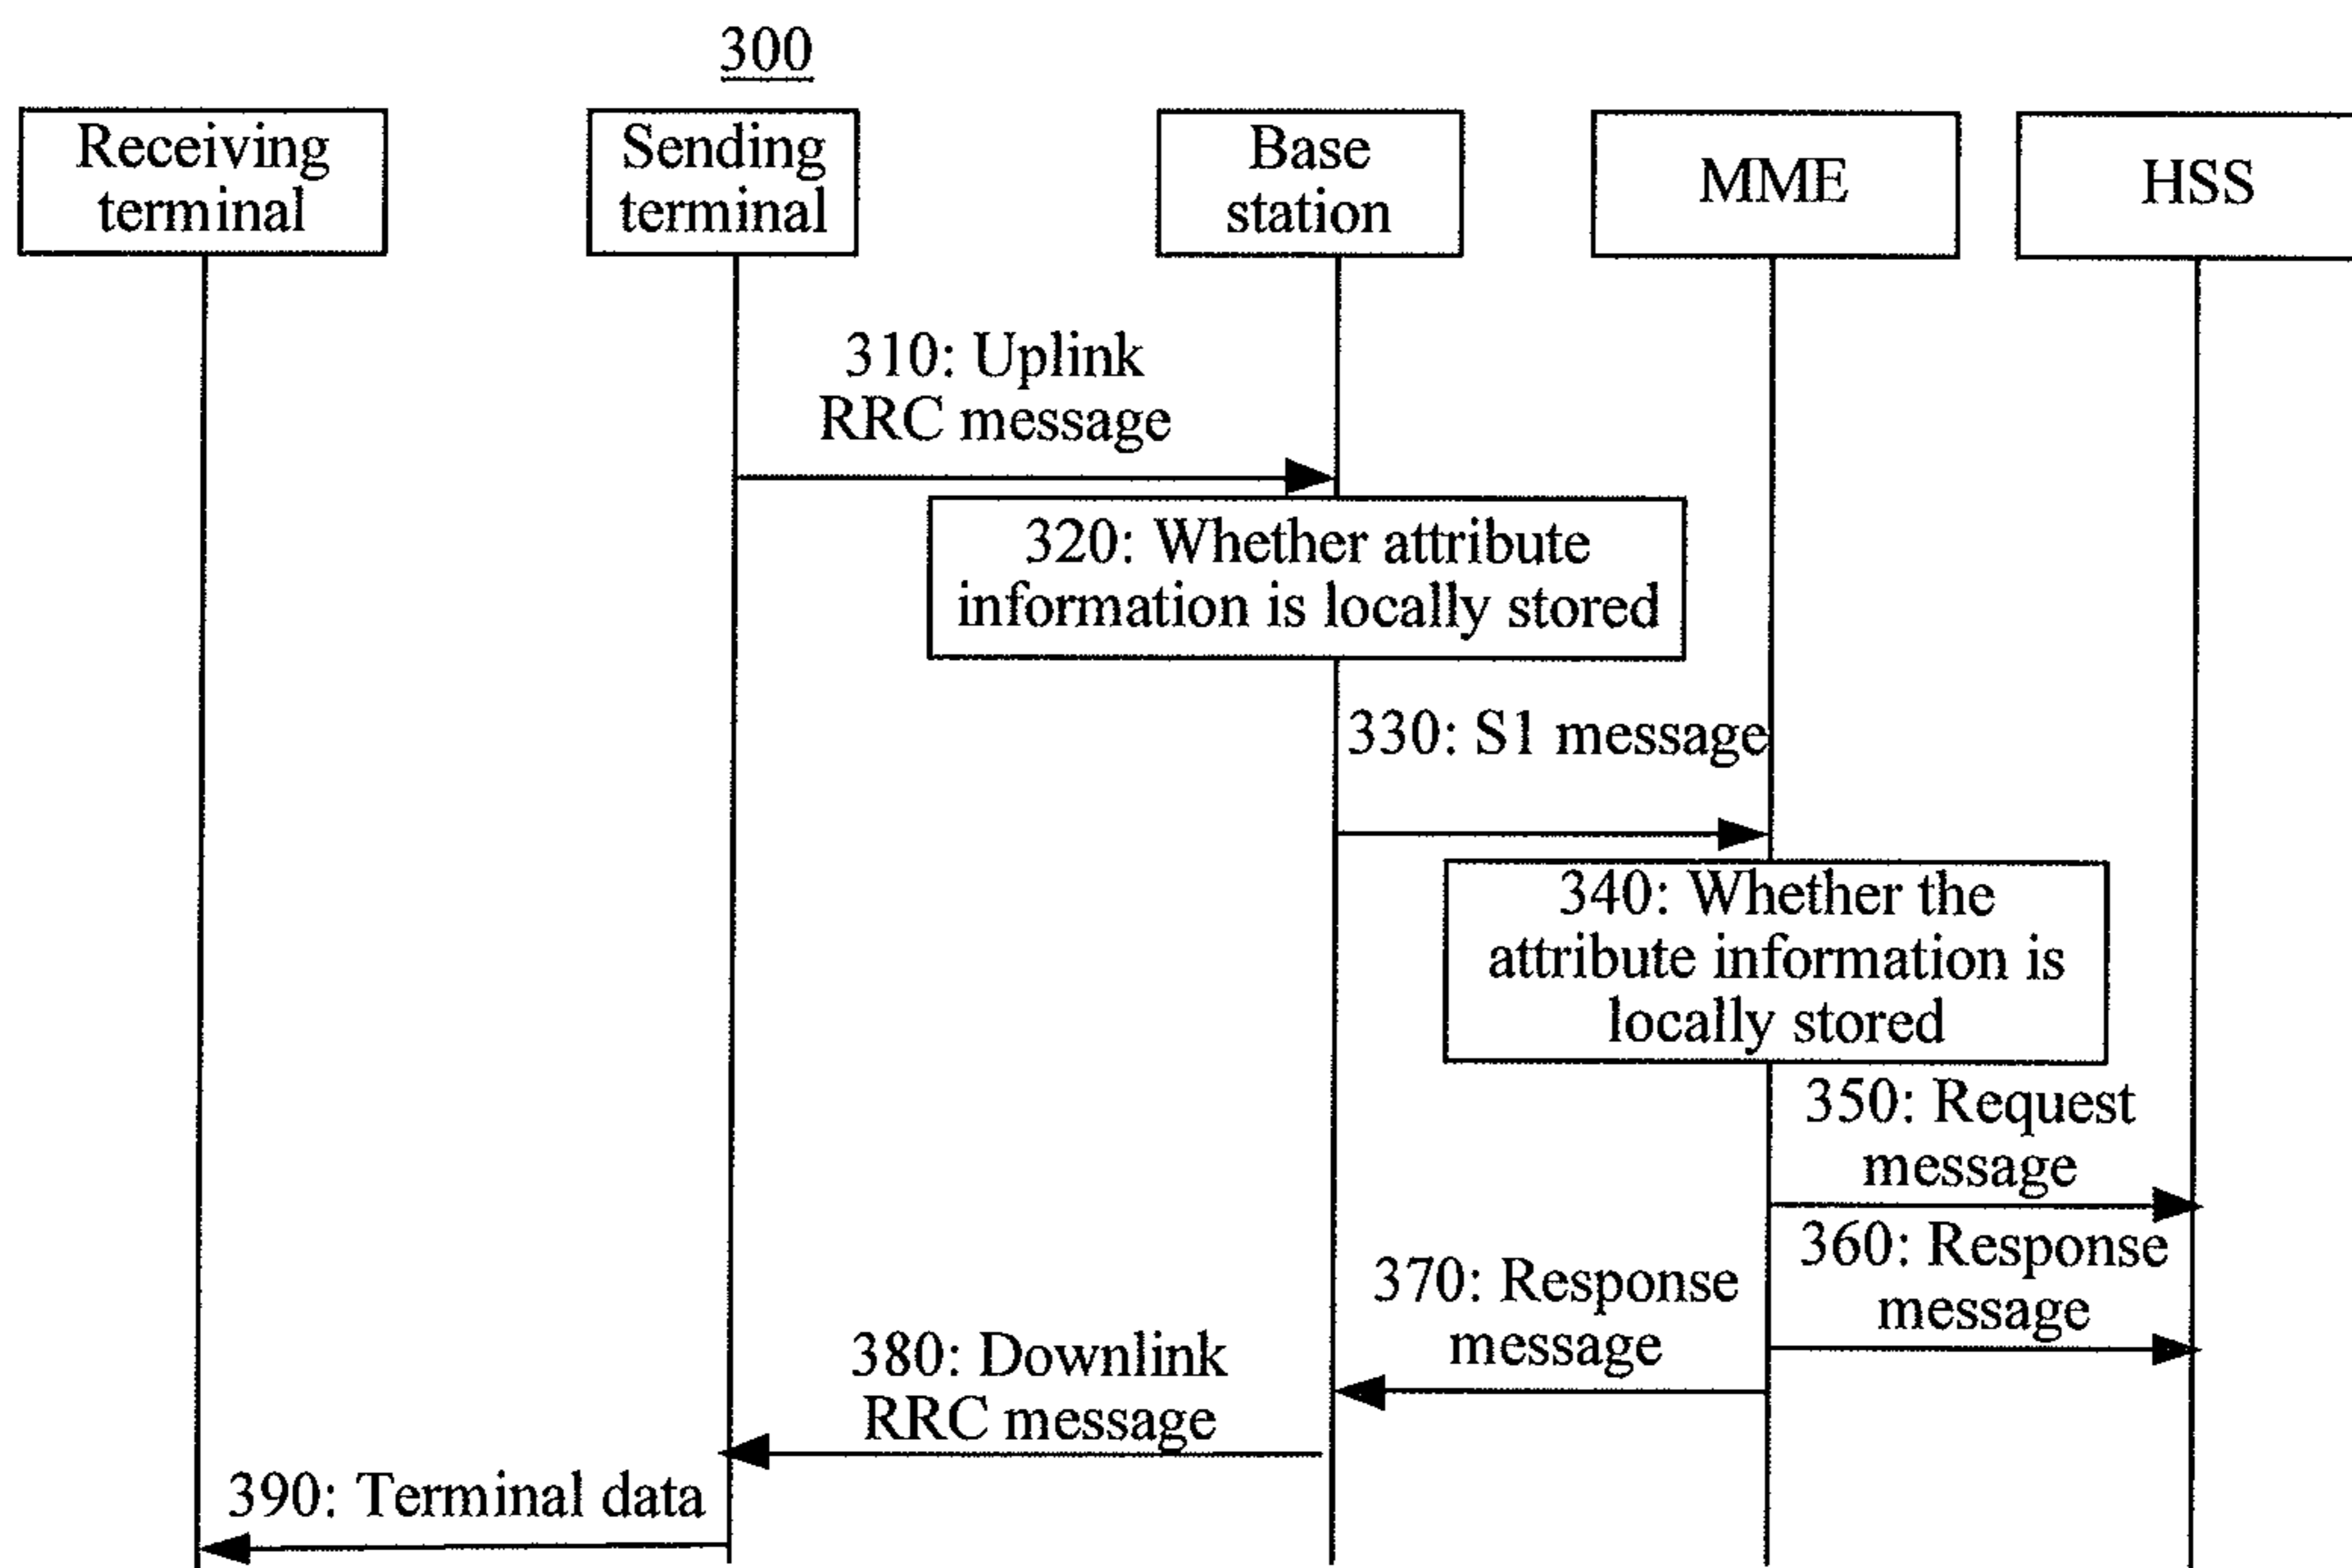 300
Receiving
terminal
Sending
terminal
Base
station
MME
HSS
310: Uplink
RRC message
320: Whether attribute
information is locally stored
330: S1 message
340: Whether the
attribute information is
locally stored
350: Request
message
360: Response
message
370: Response
message
380: Downlink
RRC message
390: Terminal data